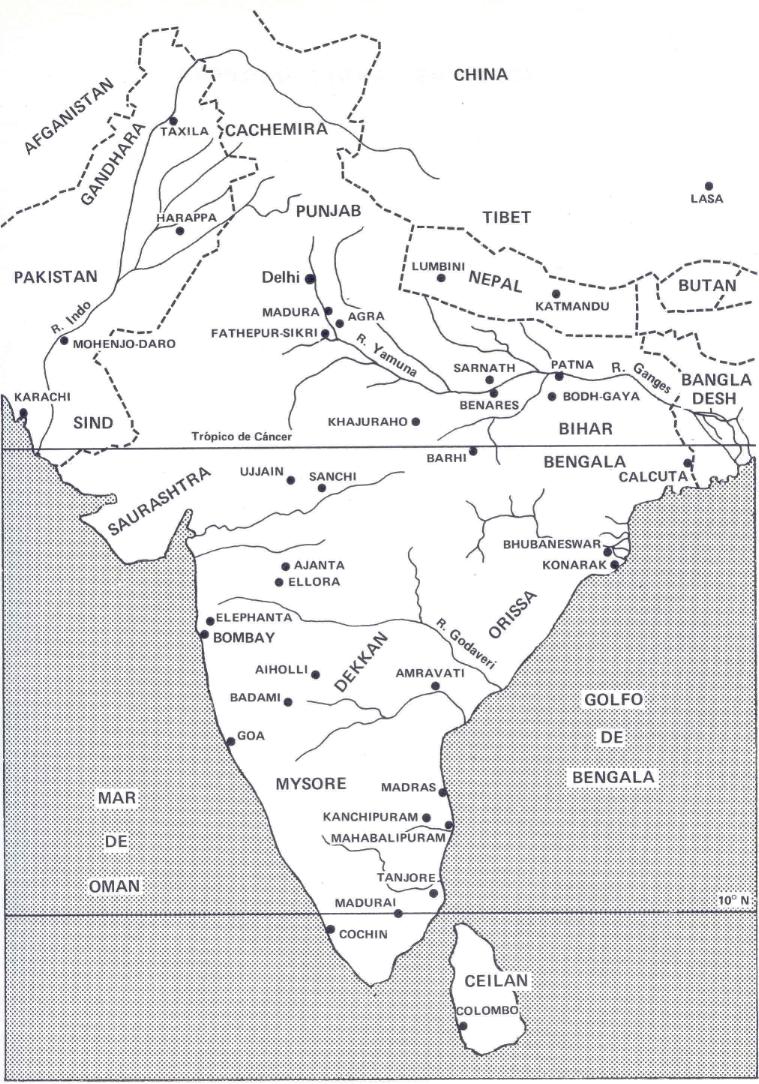 CHINA
AFGANISTAN
TAXILA
CACHEMIRA
GANDHARA
LASA
HARAPPA
PUNJAB
TIBET
LUMBINI
PAKISTAN
Delhi
NEPAL
BUTAN
KATMANDU
R. Indo
MADURA
AGRA
FATHEPUR-SIKRI
MOHENJO-DARO
R. Yamuna
SARNATH
PATNA
R. Ganges
BANGLA
DESH
KARACHI
BENARES
BODH-GAYA
SIND
KHAJURAHO
BIHAR
Trópico de Cáncer
BARHI
BENGALA
UJJAIN
SANCHI
CALCUTA
SAURASHTRA
BHUBANESWAR
AJANTA
KONARAK
ELLORA
ELEPHANTA
ORISSA
BOMBAY
R. Godaveri
DEKKAN
AIHOLLI
AMRAVATI
BADAMI
GOLFO
DE
BENGALA
GOA
MYSORE
MADRAS
MAR
DE
OMAN
KANCHIPURAM
MAHABALIPURAM
TANJORE
MADURAI
10° N
COCHIN
CEILAN
COLOMBO